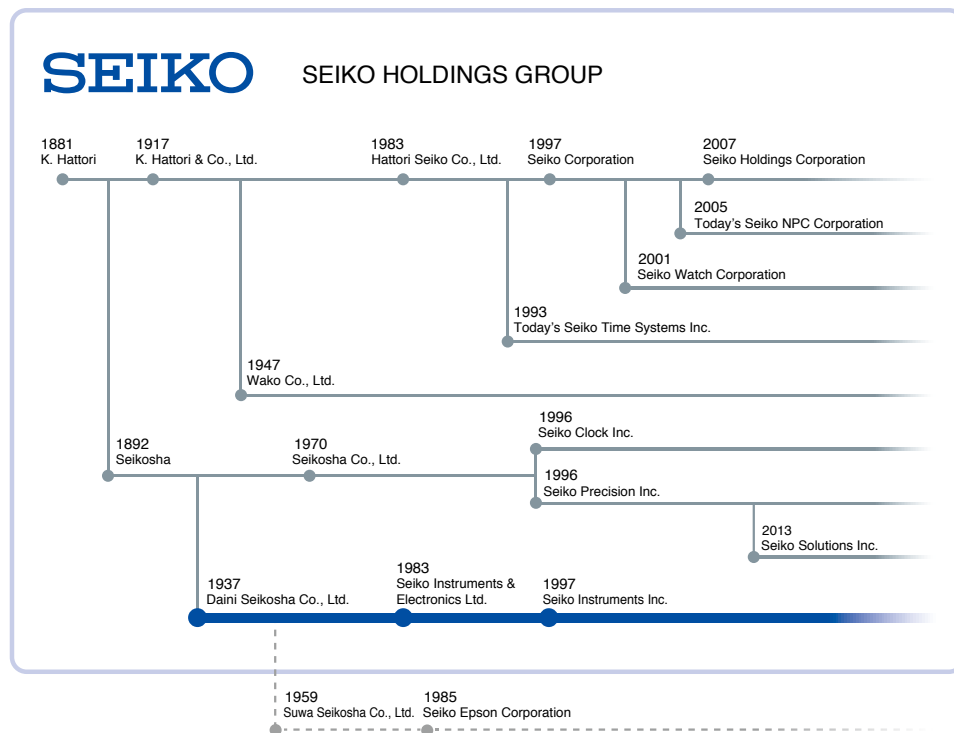 SEIKO
SEIKO HOLDINGS GROUP
1881
K. Hattori
1917
K. Hattori & Co., Ltd.
1983
Hattori Seiko Co., Ltd.
1997
Seiko Corporation
2007
Seiko Holdings Corporation
2005
Today's Seiko NPC Corporation
2001
Seiko Watch Corporation
1993
Today's Seiko Time Systems Inc.
1947
Wako Co., Ltd.
1996
Seiko Clock Inc.
1892
Seikosha
1970
Seikosha Co., Ltd.
1996
Seiko Precision Inc.
2013
Seiko Solutions Inc.
1937
Daini Seikosha Co., Ltd.
1983
Seiko Instruments &
Electronics Ltd.
1997
Seiko Instruments Inc.
1959
Suwa Seikosha Co., Ltd.
1985
Seiko Epson Corporation